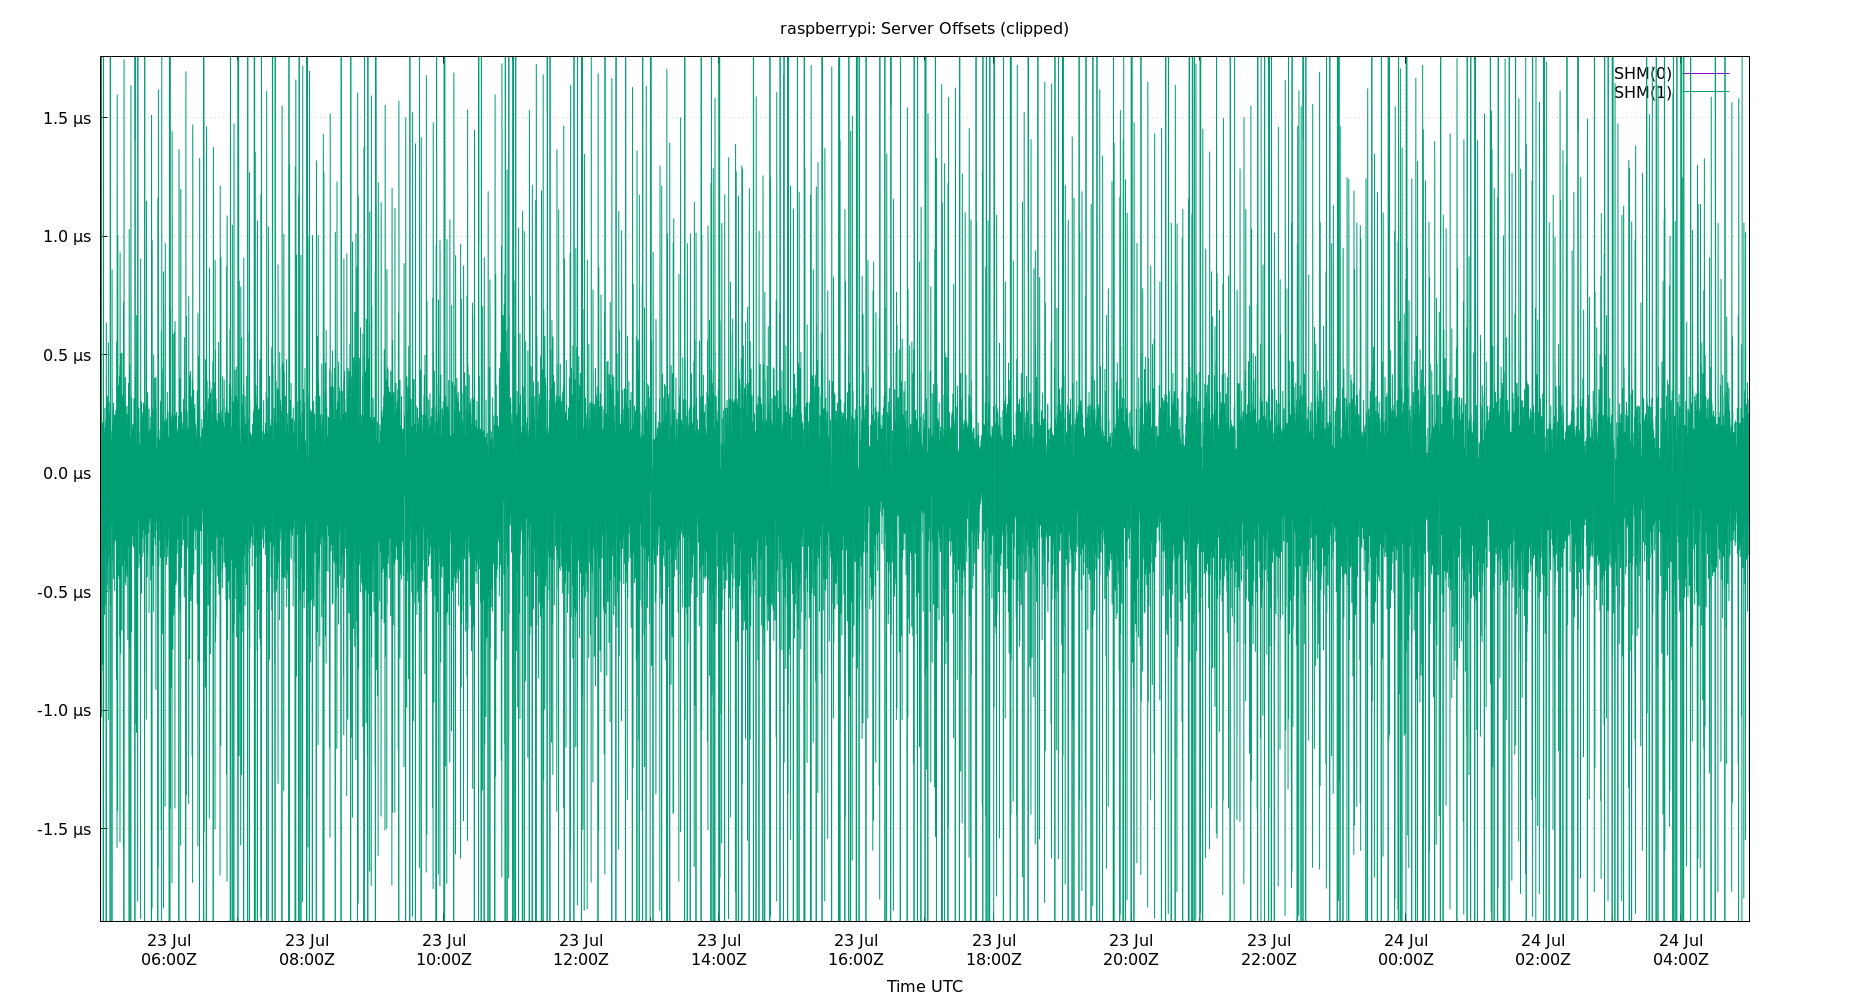 raspberrypi: Server Offsets (clipped)
SHM(0)
SHM(1)
1.5 µs
1.0 µs
0.5 µs
0.0 µs
-0.5 µs
-1.0 µs
-1.5 µs
23 Jul 23 Jul 23 Jul 23 Jul 23 Jul 23 Jul 23 Jul 23 Jul 23 Jul 24 Jul 24 Jul 24 Jul
06:00Z 08:00Z 10:00Z 12:00Z 14:00Z 16:00Z 18:00Z 20:00Z 22:00Z 00:00Z 02:00Z 04:00Z
Time UTC